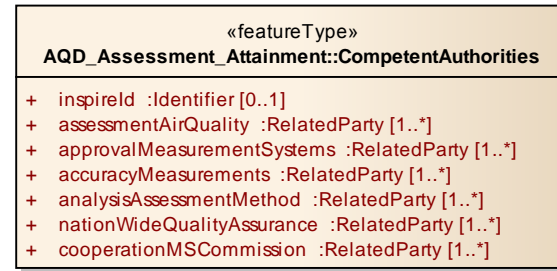 «featureType»
AQD_Assessment_Attainment::CompetentAuthorities
+ inspireId :Identifier [0..1]
+ assessmentAirQuality :RelatedParty [1..*]
+ approvalMeasurementSystems :RelatedParty [1..*]
+ accuracyMeasurements :RelatedParty [1..*]
+ analysisAssessmentMethod :RelatedParty [1..*]
+ nationWideQualityAssurance :RelatedParty [1..*]
+ cooperationMSCommission :RelatedParty [1..*]